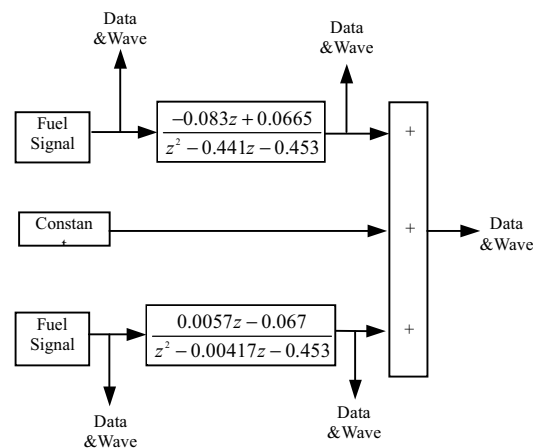 Data
&Wave
Data
&Wave
Fuel
Signal
−0.083z + 0.0665
z² − 0.441z − 0.453
+
Constan
t
+
Data
&Wave
Fuel
Signal
0.0057z − 0.067
z² − 0.00417z − 0.453
+
Data
&Wave
Data
&Wave